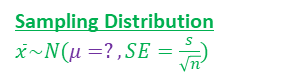 Sampling Distribution
x̄~N(μ =?, SE = s/√n)